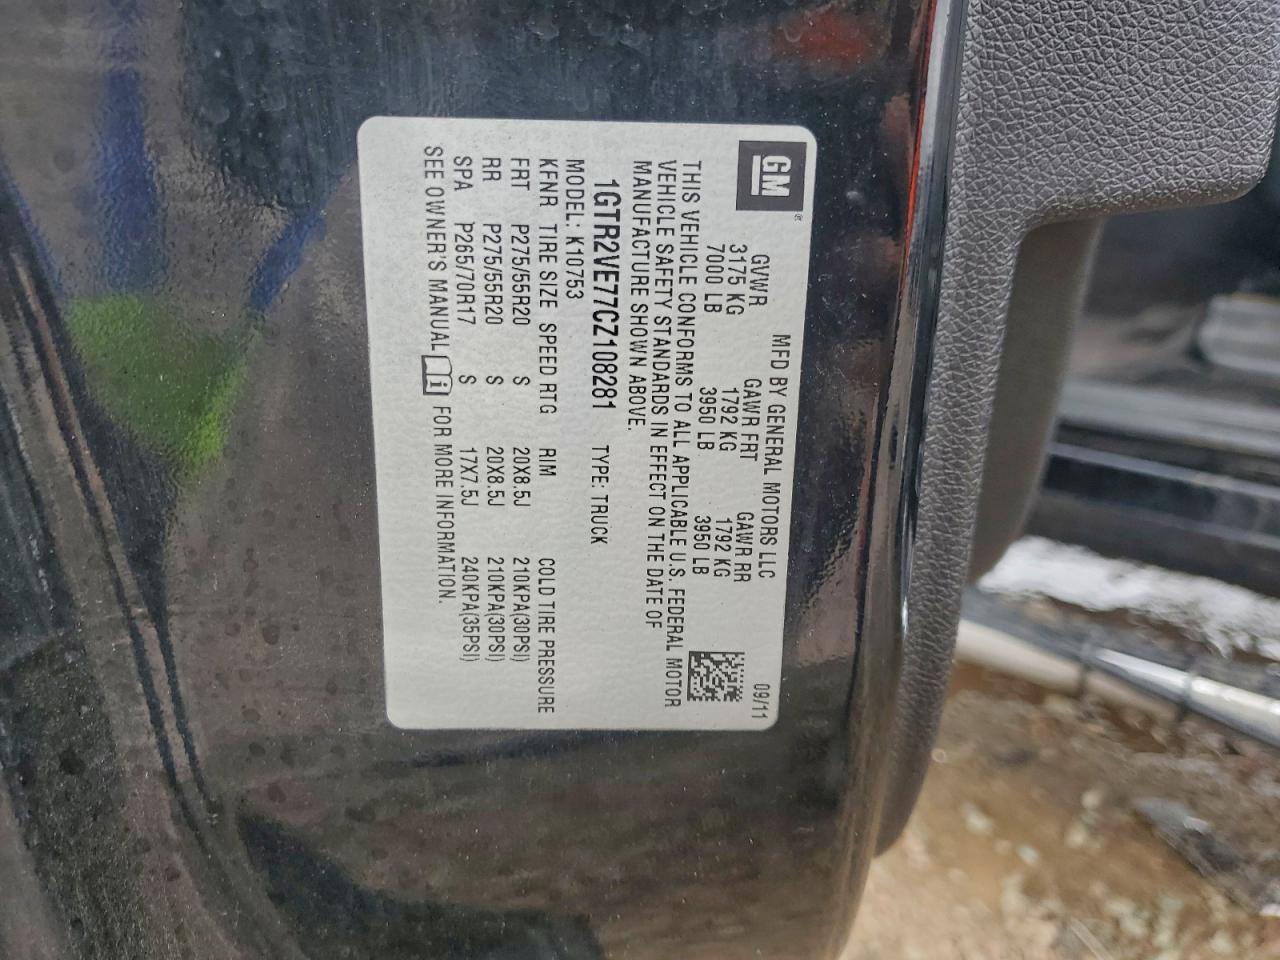 GM®
MFD BY GENERAL MOTORS LLC 09/11
GVWR GAWR FRT GAWR RR
3175 KG 1792 KG 1792 KG
7000 LB 3950 LB 3950 LB
THIS VEHICLE CONFORMS TO ALL APPLICABLE U.S. FEDERAL MOTOR
VEHICLE SAFETY STANDARDS IN EFFECT ON THE DATE OF
MANUFACTURE SHOWN ABOVE.
1GTR2VE77CZ108281 TYPE: TRUCK
MODEL: K10753
KFNR TIRE SIZE SPEED RTG RIM COLD TIRE PRESSURE
FRT P275/55R20 S 20X8.5J 210KPA(30PSI)
RR P275/55R20 S 20X8.5J 210KPA(30PSI)
SPA P265/70R17 S 17X7.5J 240KPA(35PSI)
SEE OWNER'S MANUAL i FOR MORE INFORMATION.